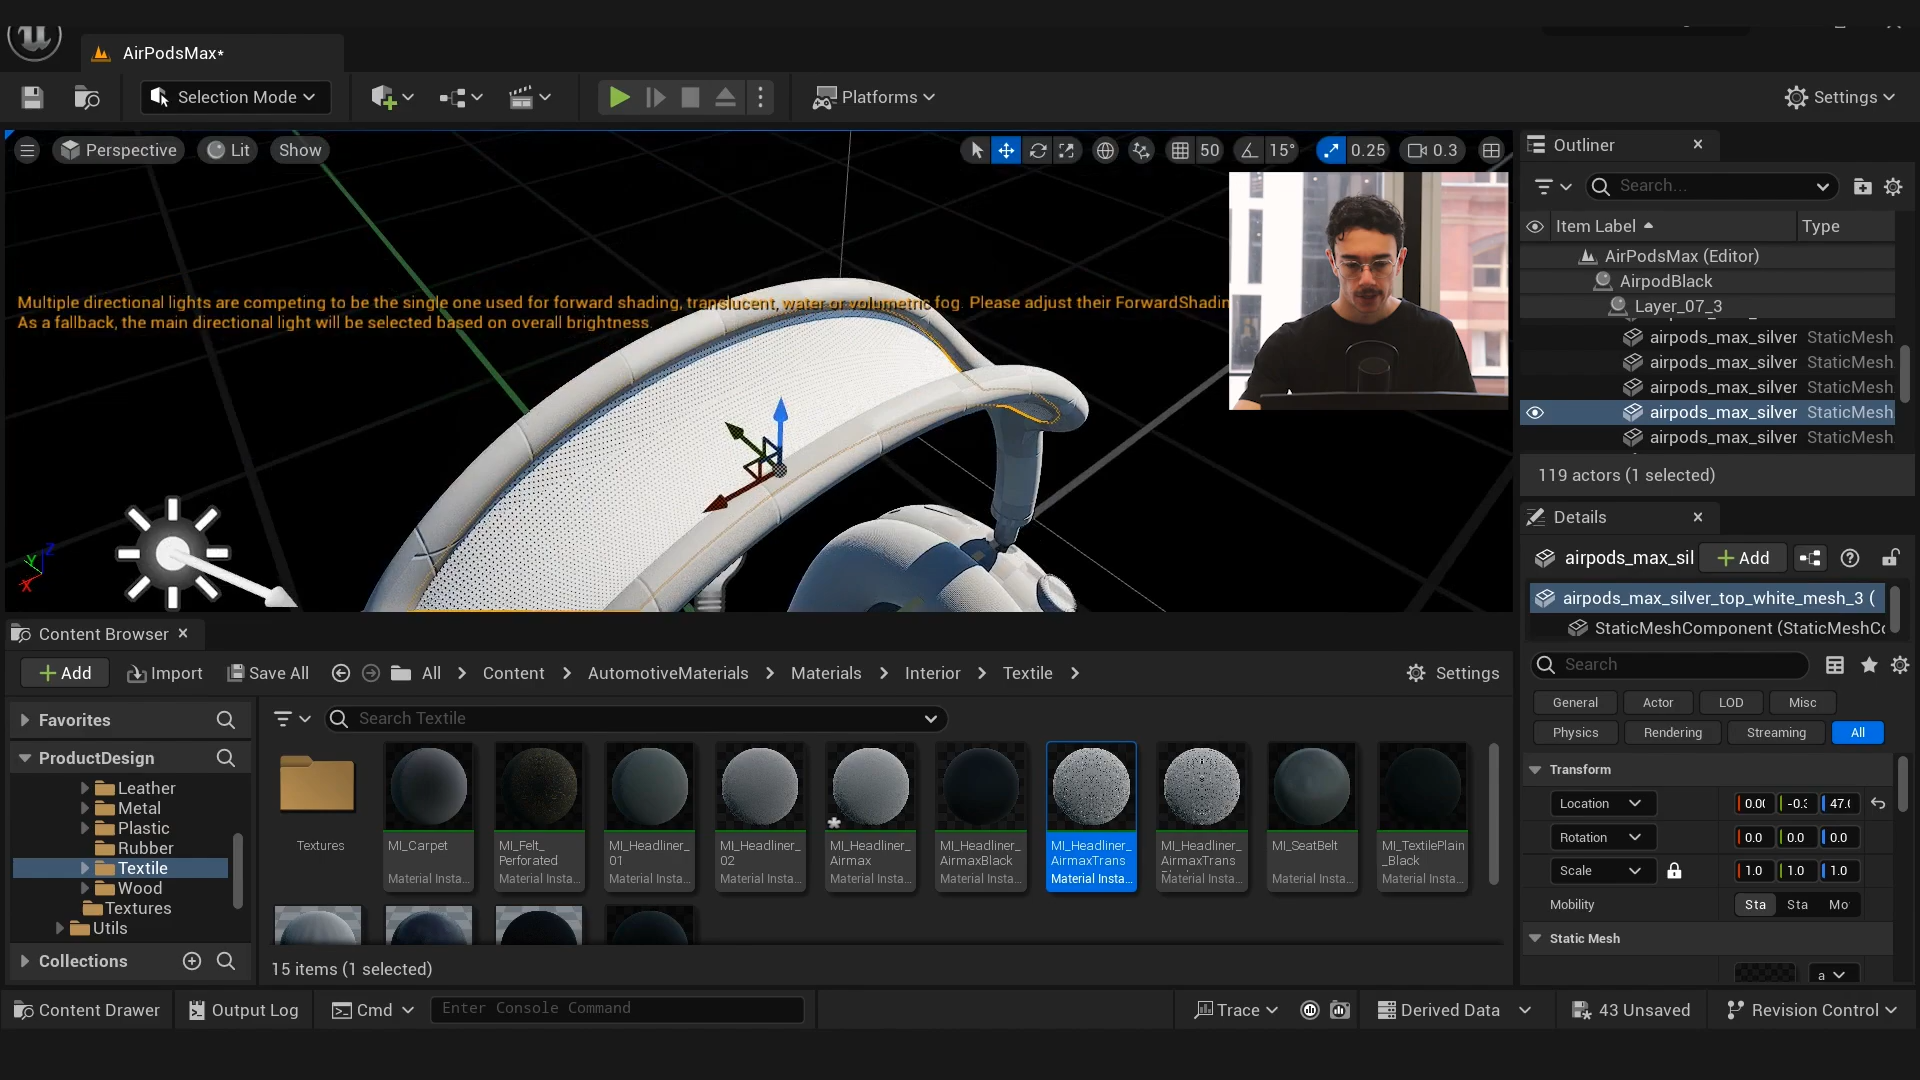 AirPodsMax*
Selection Mode
Platforms
Settings
Perspective
Lit
Show
50
15°
0.25
0.3
Multiple directional lights are competing to be the single one used for forward shading, translucent, water or volumetric fog. Please adjust their ForwardShadin
As a fallback, the main directional light will be selected based on overall brightness.
Y
Z
X
Outliner
Search...
Item Label
Type
AirPodsMax (Editor)
AirpodBlack
Layer_07_3
airpods_max_silver StaticMesh
airpods_max_silver StaticMesh
airpods_max_silver StaticMesh
airpods_max_silver StaticMesh
airpods_max_silver StaticMesh
119 actors (1 selected)
Details
airpods_max_sil
Add
airpods_max_silver_top_white_mesh_3 (
StaticMeshComponent (StaticMeshCo
Search
General
Actor
LOD
Misc
Physics
Rendering
Streaming
All
Transform
Location
0.0(
-0.3
47.(
Rotation
0.0
0.0
0.0
Scale
1.0
1.0
1.0
Mobility
Sta
Sta
Mo
Static Mesh
a
Content Browser
Add
Import
Save All
All
Content
AutomotiveMaterials
Materials
Interior
Textile
Settings
Favorites
Search Textile
ProductDesign
Leather
Metal
Plastic
Rubber
Textile
Wood
Textures
Utils
Collections
Textures
MI_Carpet
Material Insta...
MI_Felt_
Perforated
Material Insta...
MI_Headliner_
01
Material Insta...
MI_Headliner_
02
Material Insta...
MI_Headliner_
Airmax
Material Insta...
MI_Headliner_
AirmaxBlack
Material Insta...
MI_Headliner_
AirmaxTrans
Material Insta...
MI_Headliner_
AirmaxTrans
Material Insta...
MI_SeatBelt
Material Insta...
MI_TextilePlain
_Black
Material Insta...
15 items (1 selected)
Content Drawer
Output Log
Cmd
Enter Console Command
Trace
Derived Data
43 Unsaved
Revision Control